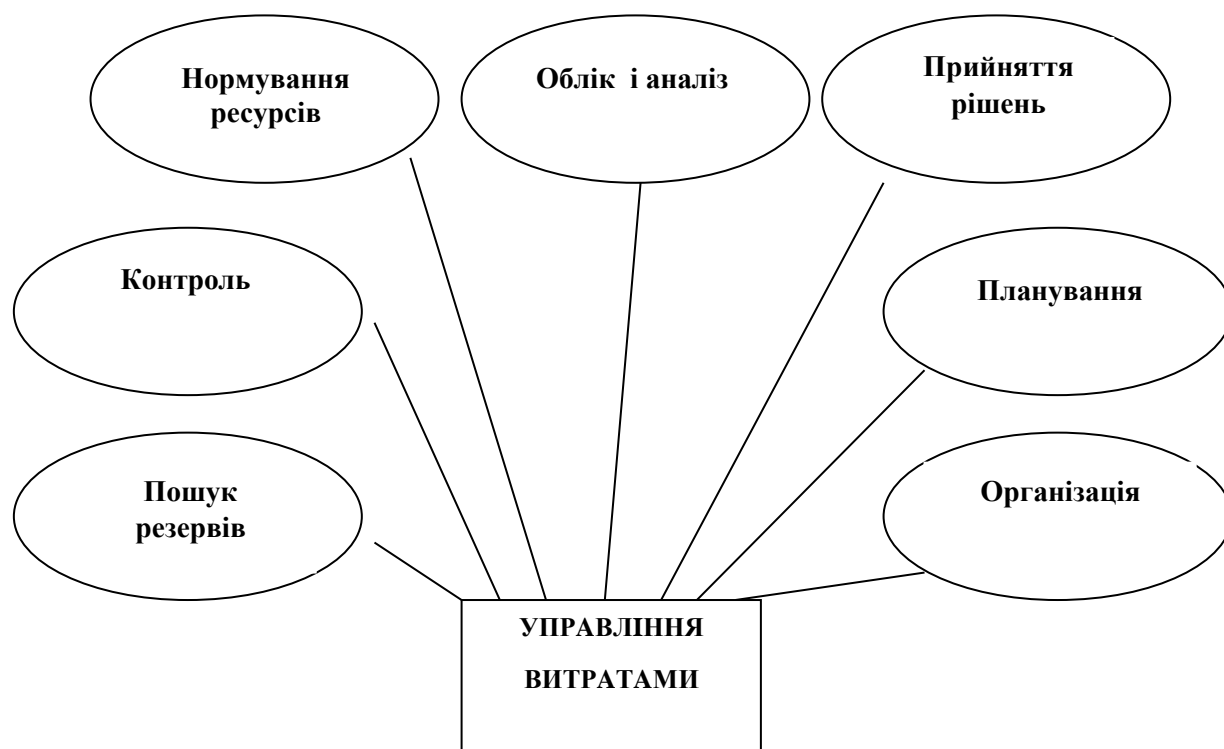 Нормування
ресурсів
Облік і аналіз
Прийняття
рішень
Контроль
Планування
Пошук
резервів
Організація
УПРАВЛІННЯ
ВИТРАТАМИ